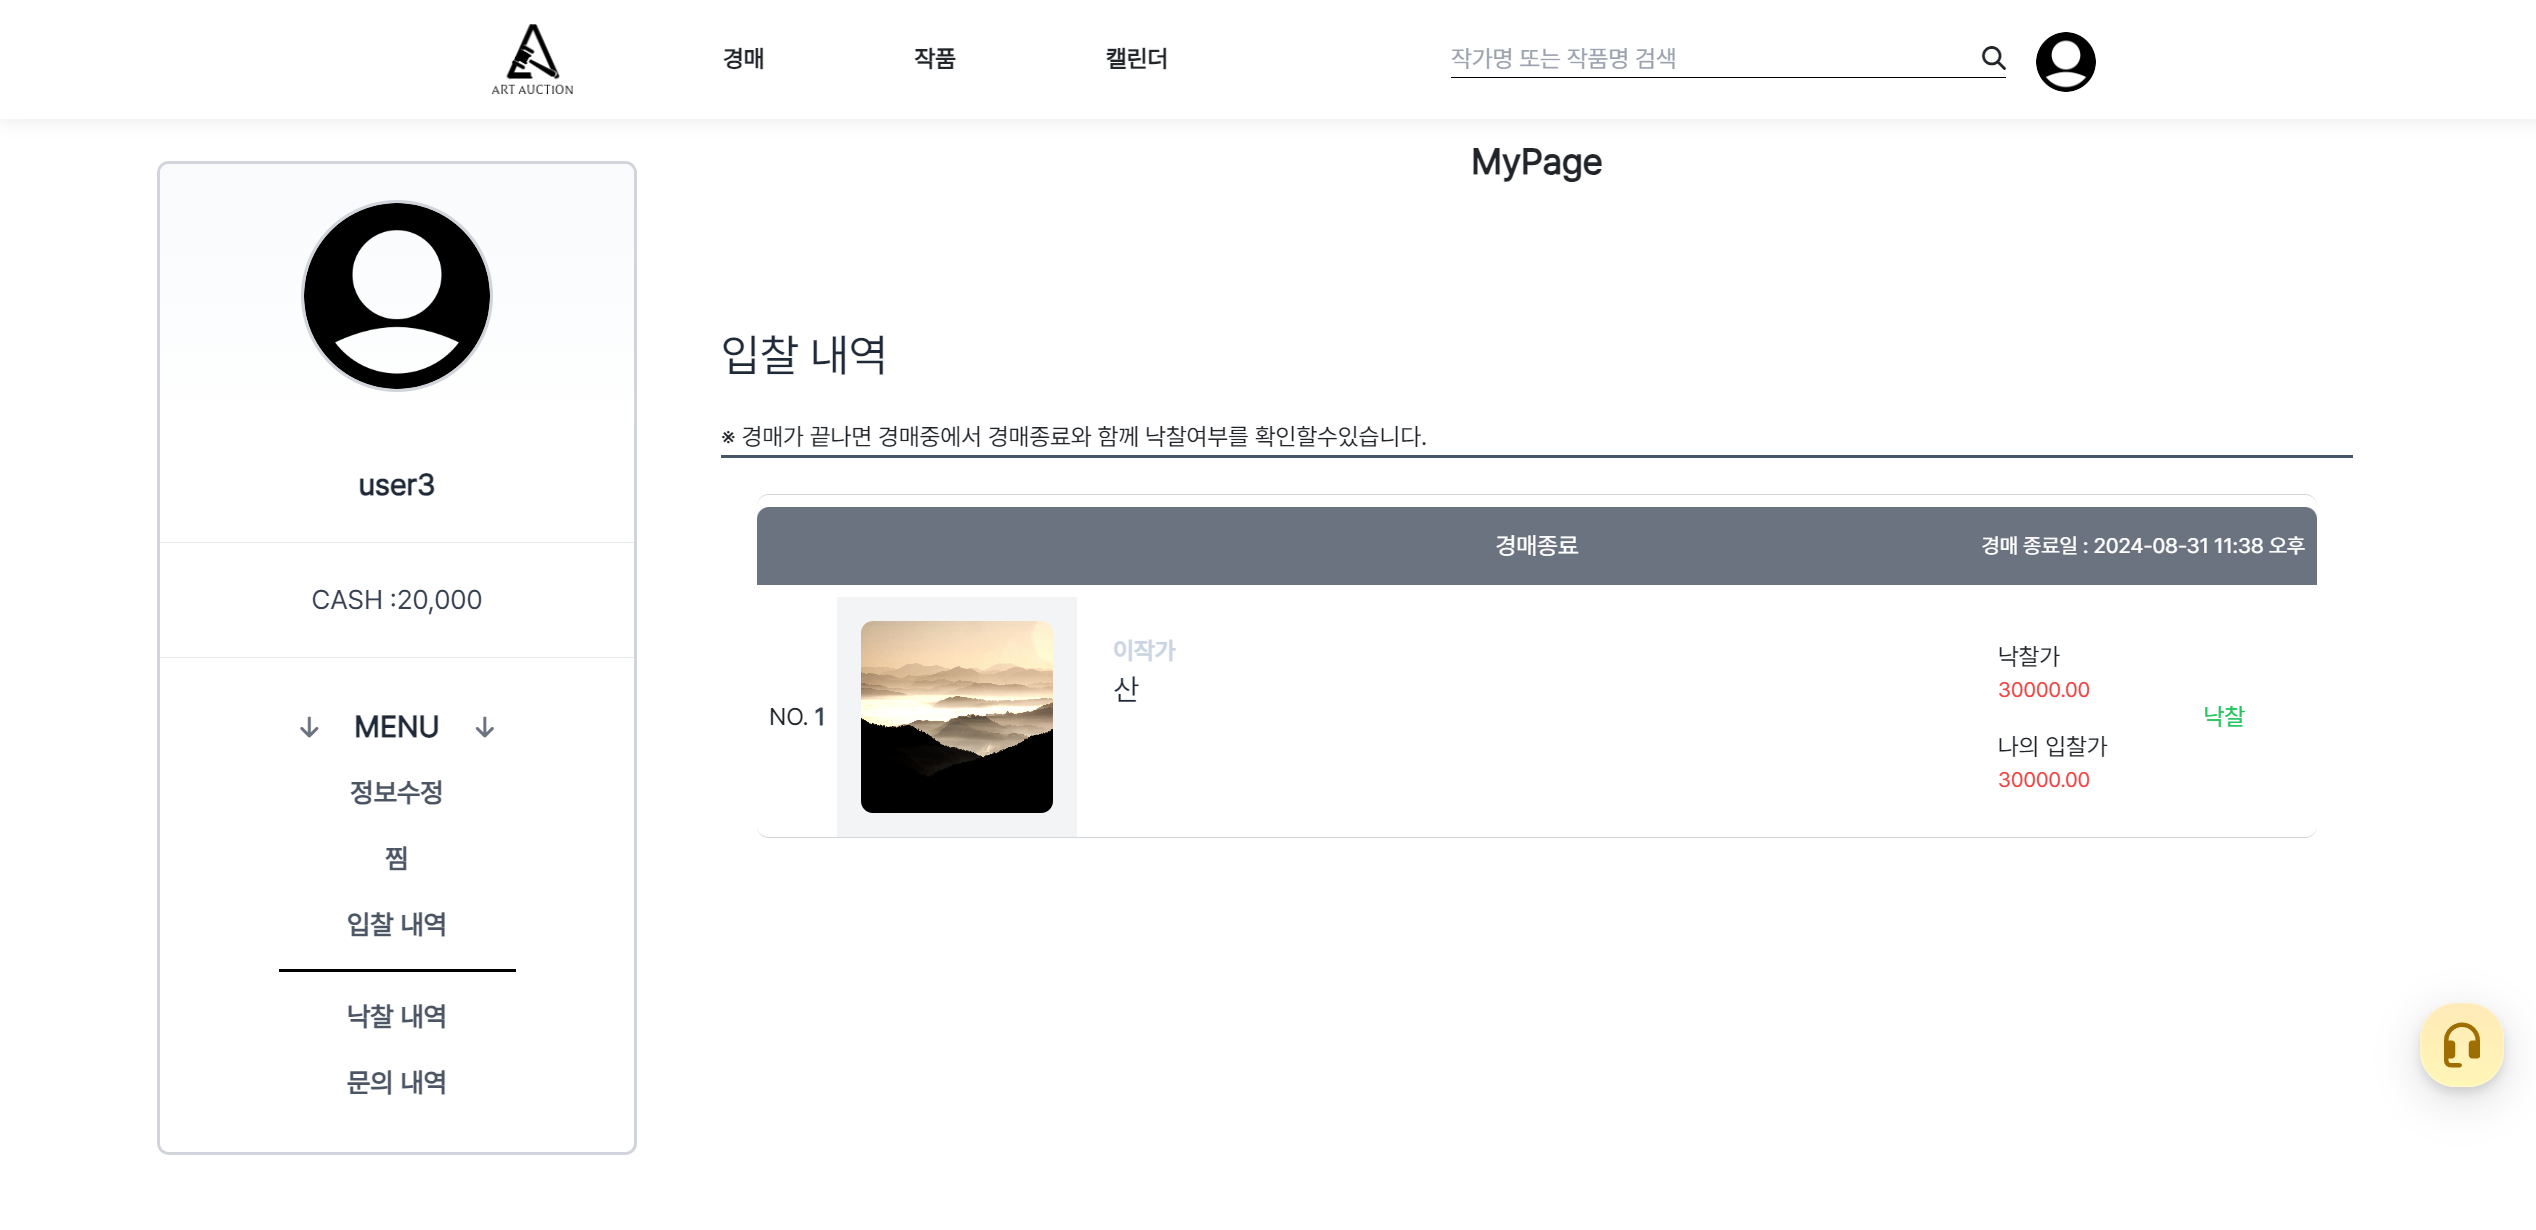 ART AUCTION
경매
작품
캘린더
작가명 또는 작품명 검색
MyPage
user3
CASH :20,000
MENU
정보수정
찜
입찰 내역
낙찰 내역
문의 내역
입찰 내역
※ 경매가 끝나면 경매중에서 경매종료와 함께 낙찰여부를 확인할수있습니다.
경매종료
경매 종료일 : 2024-08-31 11:38 오후
NO. 1
이작가
산
낙찰가
30000.00
나의 입찰가
30000.00
낙찰